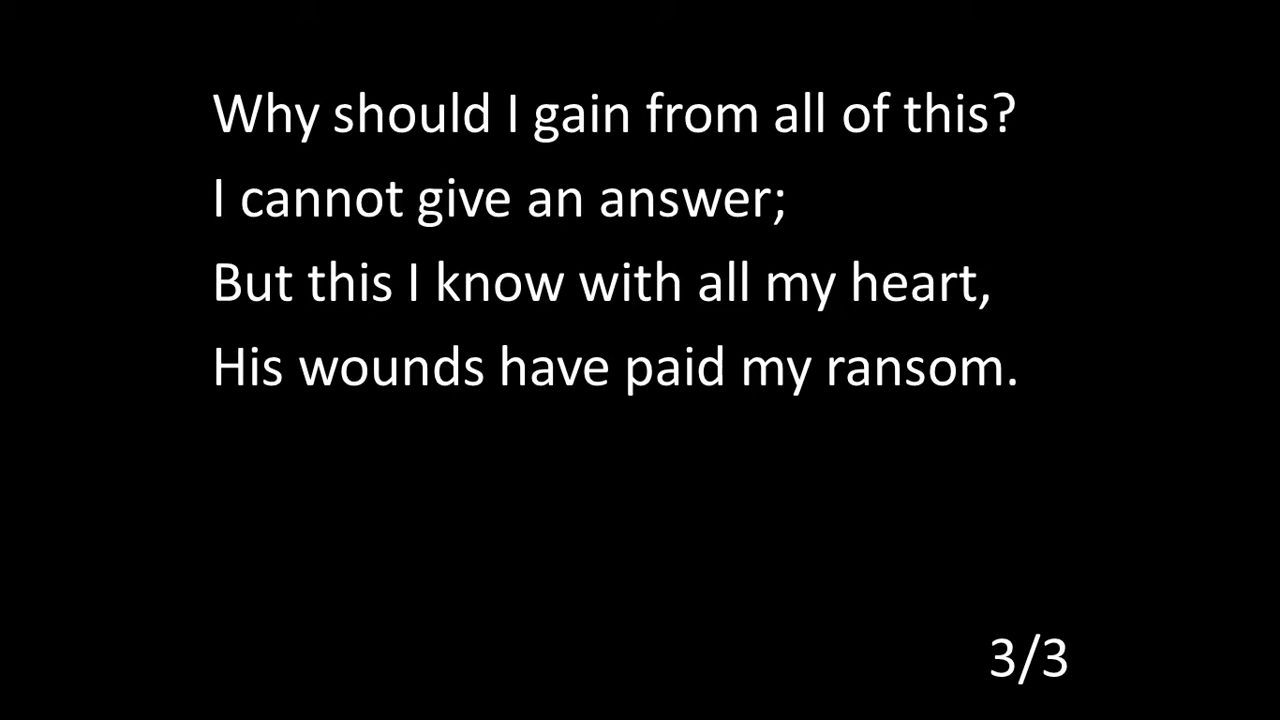 Why should I gain from all of this?
I cannot give an answer;
But this I know with all my heart,
His wounds have paid my ransom.
3/3